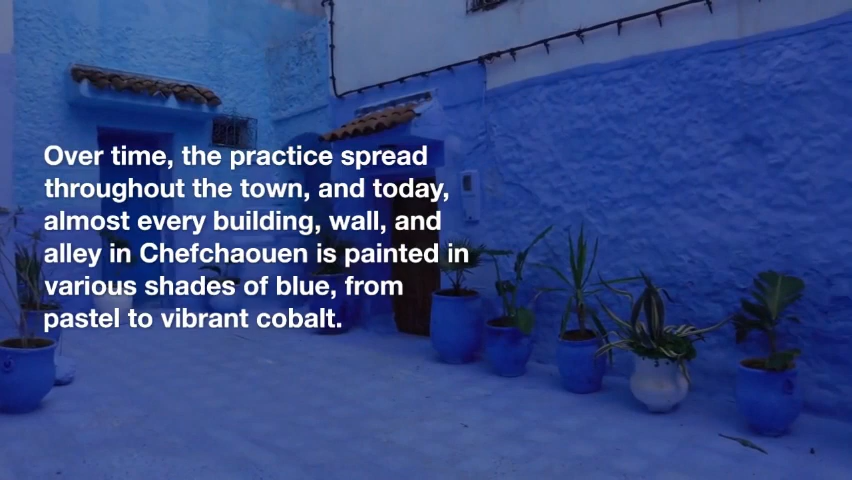 Over time, the practice spread
throughout the town, and today,
almost every building, wall, and
alley in Chefchaouen is painted in
various shades of blue, from
pastel to vibrant cobalt.